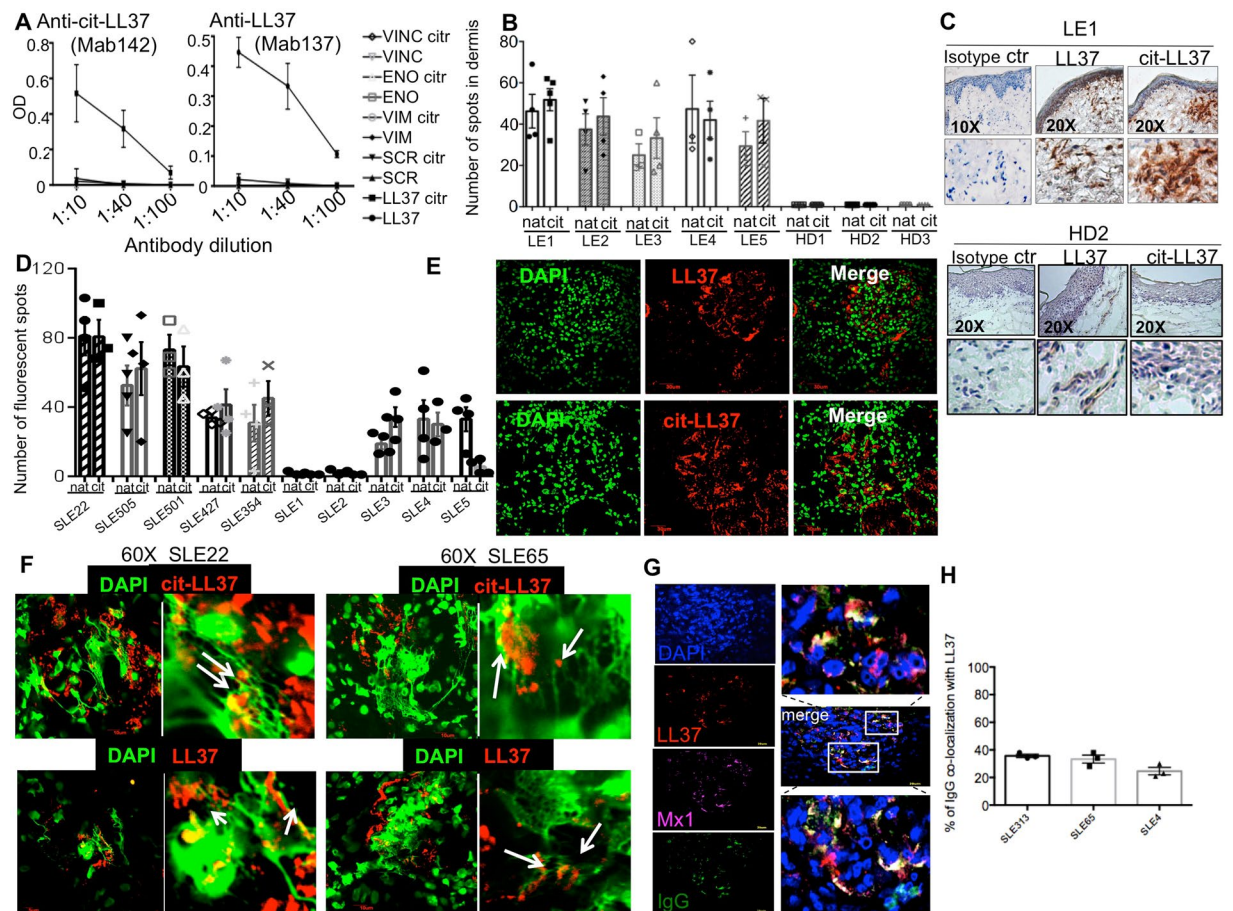 A
Anti-cit-LL37
(Mab142)
Anti-LL37
(Mab137)
OD
0.8
0.6
0.4
0.2
0
0.5
0.4
0.3
0.2
0.1
0
1:10
1:40
1:100
1:10
1:40
1:100
Antibody dilution
VINC citr
VINC
ENO citr
ENO
VIM citr
VIM
SCR citr
SCR
LL37 citr
LL37
B
Number of spots in dermis
80
60
40
20
0
nat cit nat cit nat cit nat cit nat cit nat cit nat cit nat cit
LE1 LE2 LE3 LE4 LE5 HD1 HD2 HD3
C
LE1
Isotype ctr LL37 cit-LL37
10X 20X 20X
HD2
Isotype ctr LL37 cit-LL37
20X 20X 20X
D
Number of fluorescent spots
120
80
40
0
nat cit nat cit nat cit nat cit nat cit nat cit nat cit nat cit nat cit nat cit
SLE22 SLE505 SLE501 SLE427 SLE354 SLE1 SLE2 SLE3 SLE4 SLE5
E
DAPI LL37 Merge
DAPI cit-LL37 Merge
F
60X SLE22
60X SLE65
DAPI cit-LL37
DAPI cit-LL37
DAPI LL37
DAPI LL37
G
DAPI
LL37
Mx1
IgG
merge
H
% of IgG co-localization with LL37
100
80
60
40
20
0
SLE313
SLE65
SLE4